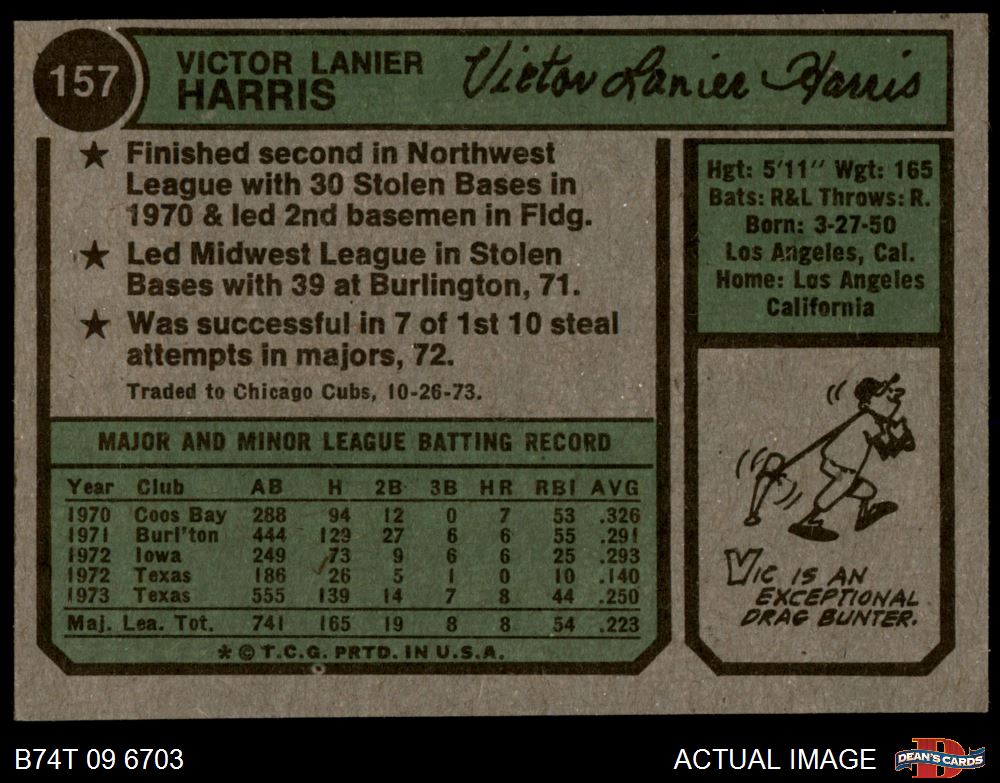 157
VICTOR LANIER
HARRIS
Victor Lanier Harris
★ Finished second in Northwest
League with 30 Stolen Bases in
1970 & led 2nd basemen in Fldg.
★ Led Midwest League in Stolen
Bases with 39 at Burlington, 71.
★ Was successful in 7 of 1st 10 steal
attempts in majors, 72.
Traded to Chicago Cubs, 10-26-73.
Hgt: 5'11'' Wgt: 165
Bats: R&L Throws: R.
Born: 3-27-50
Los Angeles, Cal.
Home: Los Angeles
California
MAJOR AND MINOR LEAGUE BATTING RECORD
Year Club AB H 2B 3B HR RBI AVG
1970 Coos Bay 288 94 12 0 7 53 .326
1971 Burl'ton 444 129 27 6 6 55 .291
1972 Iowa 249 73 9 6 6 25 .293
1972 Texas 186 26 5 1 0 10 .140
1973 Texas 555 139 14 7 8 44 .250
Maj. Lea. Tot. 741 165 19 8 8 54 .223
* © T.C.G. PRTD. IN U.S.A.
VIC IS AN
EXCEPTIONAL
DRAG BUNTER.
B74T 09 6703
ACTUAL IMAGE
D
DEAN'S CARDS